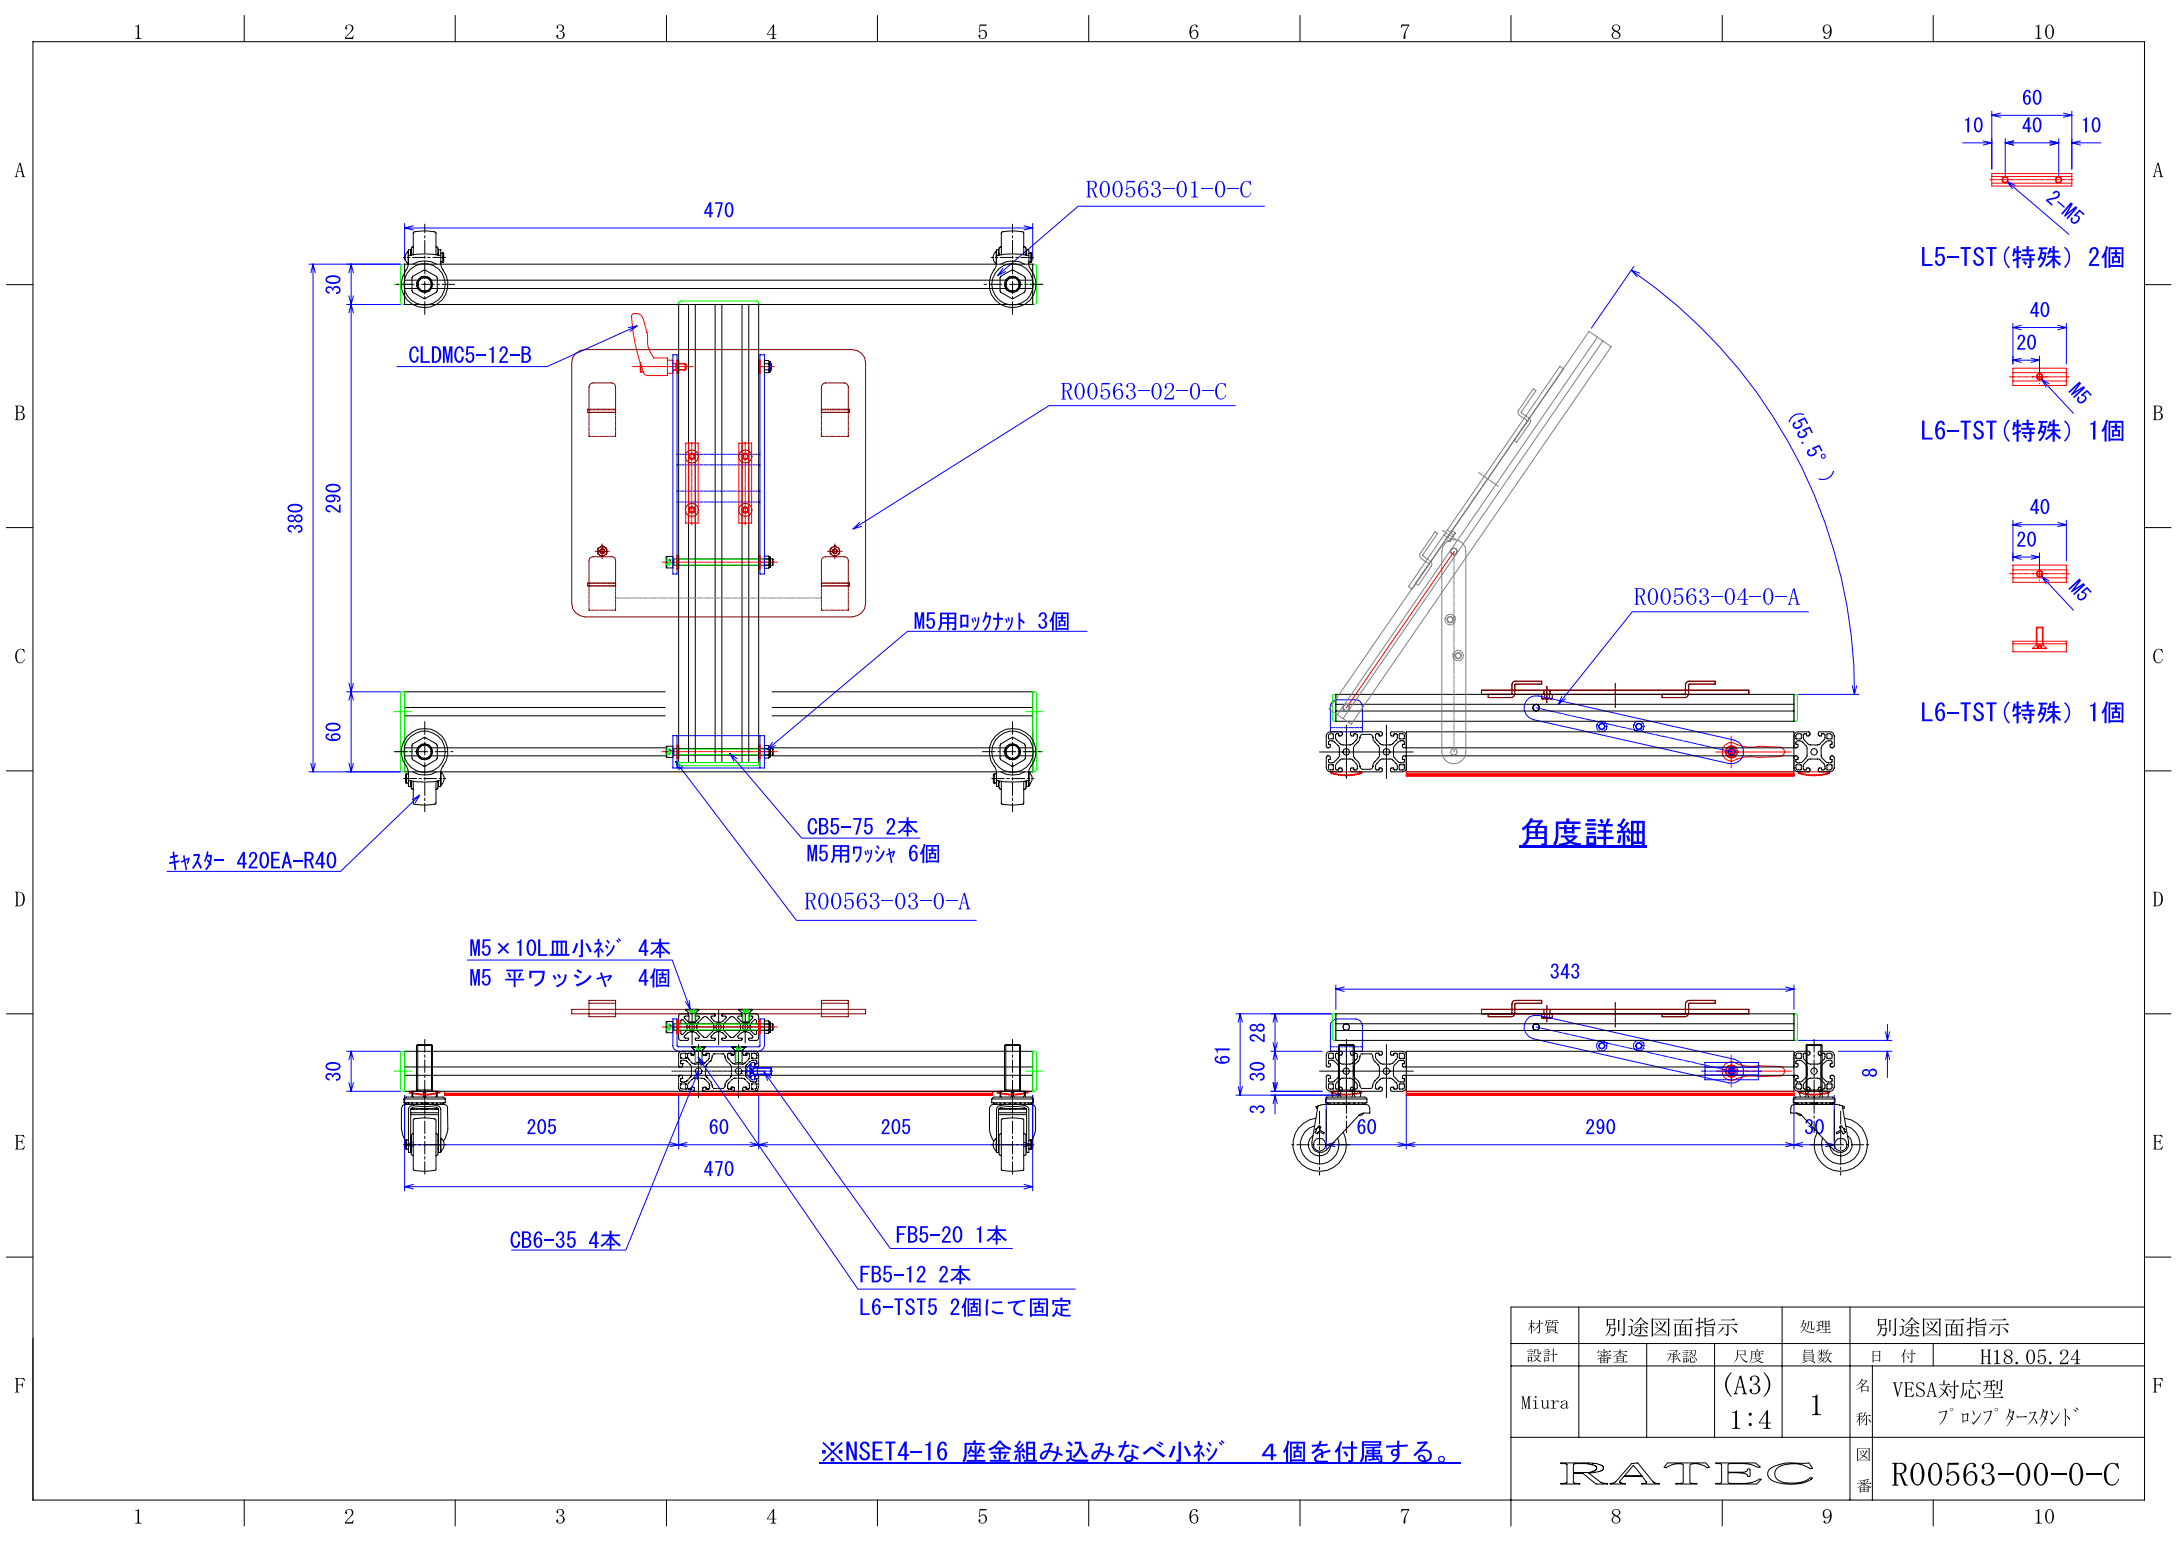 1 2 3 4 5 6 7 8 9 10
A
B
C
D
E
F
A
B
C
D
E
F
470
30
290
380
60
R00563-01-0-C
CLDMC5-12-B
R00563-02-0-C
M5用ﾛｯｸﾅｯﾄ 3個
CB5-75 2本
M5用ﾜｯｼｬ 6個
R00563-03-0-A
ｷｬｽﾀｰ 420EA-R40
(55.5°)
R00563-04-0-A
角度詳細
60
10 40 10
2-M5
L5-TST(特殊) 2個
40
20
M5
L6-TST(特殊) 1個
40
20
M5
L6-TST(特殊) 1個
M5×10L皿小ﾈｼﾞ 4本
M5 平ワッシャ 4個
30
205 60 205
470
CB6-35 4本
FB5-20 1本
FB5-12 2本
L6-TST5 2個にて固定
343
61
28
30
3
8
60 290 30
※NSET4-16 座金組み込みなべ小ﾈｼﾞ 4個を付属する。
材質 別途図面指示 処理 別途図面指示
設計 審査 承認 尺度 員数 日 付 H18.05.24
Miura (A3) 1:4 1 名称 VESA対応型
ﾌﾟﾛﾝﾌﾟﾀｰｽﾀﾝﾄﾞ
RATEC 図番 R00563-00-0-C
1 2 3 4 5 6 7 8 9 10